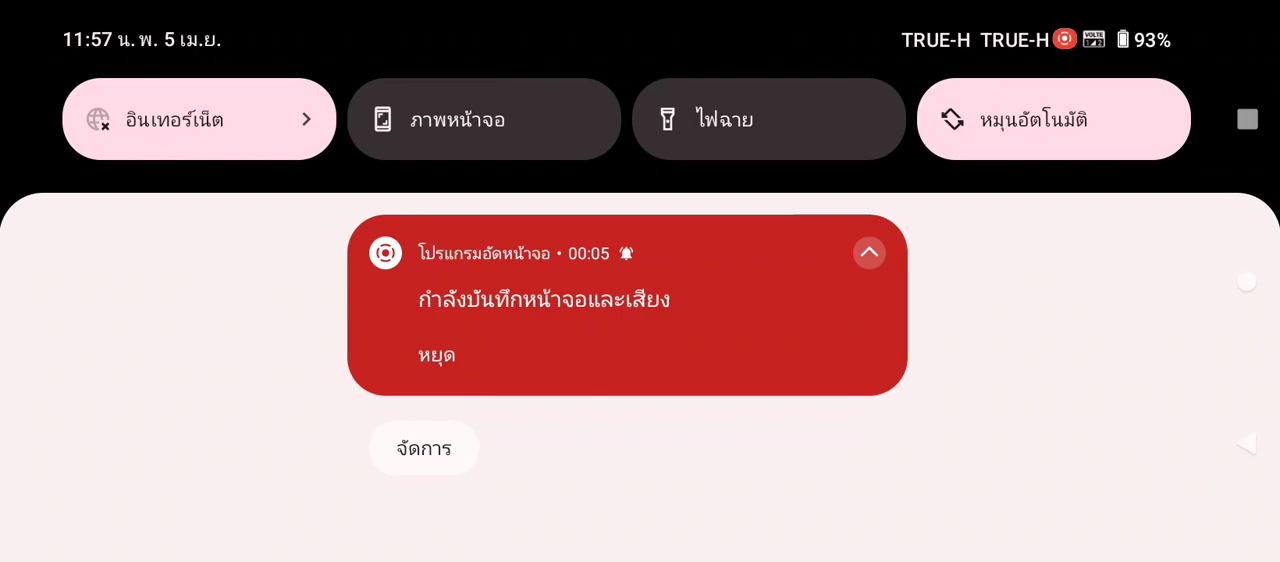 11:57 น. พ. 5 เม.ย.
TRUE-H TRUE-H VOLTE 1 2 93%
อินเทอร์เน็ต
ภาพหน้าจอ
ไฟฉาย
หมุนอัตโนมัติ
โปรแกรมอัดหน้าจอ • 00:05
กำลังบันทึกหน้าจอและเสียง
หยุด
จัดการ